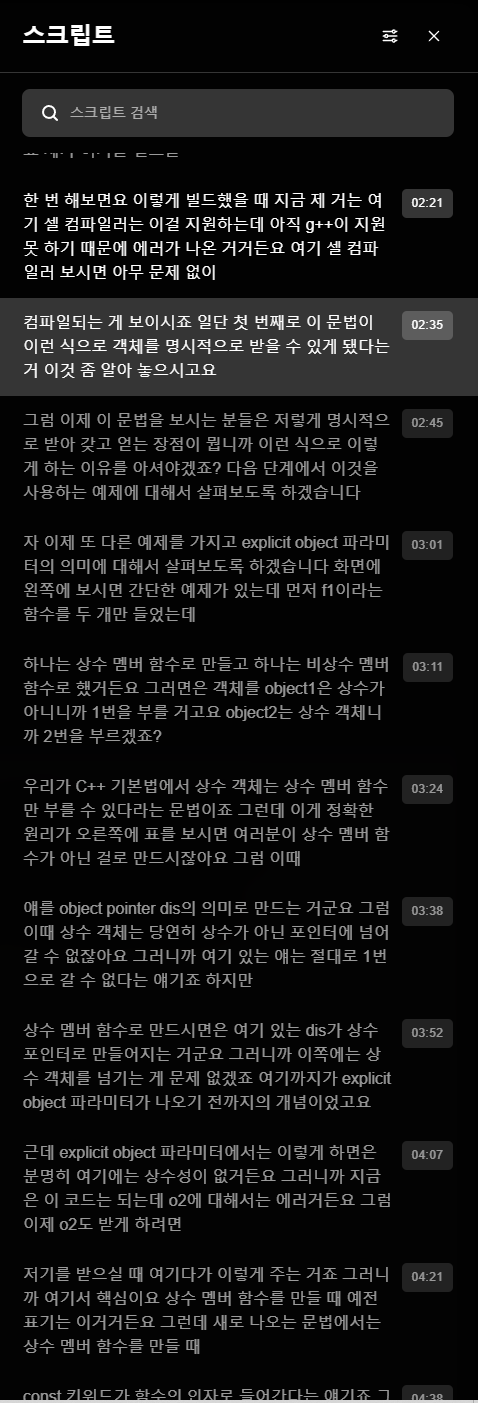 스크립트
스크립트 검색
한 번 해보면요 이렇게 빌드했을 때 지금 제 거는 여
02:21
기 셀 컴파일러는 이걸 지원하는데 아직 g++이 지원
못 하기 때문에 에러가 나온 거거든요 여기 셀 컴파
일러 보시면 아무 문제 없이
컴파일되는 게 보이시죠 일단 첫 번째로 이 문법이
02:35
이런 식으로 객체를 명시적으로 받을 수 있게 됐다는
거 이것 좀 알아 놓으시고요
그럼 이제 이 문법을 보시는 분들은 저렇게 명시적으
02:45
로 받아 갖고 얻는 장점이 뭡니까 이런 식으로 이렇
게 하는 이유를 아셔야겠죠? 다음 단계에서 이것을
사용하는 예제에 대해서 살펴보도록 하겠습니다
자 이제 또 다른 예제를 가지고 explicit object 파라미
03:01
터의 의미에 대해서 살펴보도록 하겠습니다 화면에
왼쪽에 보시면 간단한 예제가 있는데 먼저 f1이라는
함수를 두 개만 들었는데
하나는 상수 멤버 함수로 만들고 하나는 비상수 멤버
03:11
함수로 했거든요 그러면은 객체를 object1은 상수가
아니니까 1번을 부를 거고요 object2는 상수 객체니
까 2번을 부르겠죠?
우리가 C++ 기본법에서 상수 객체는 상수 멤버 함수
03:24
만 부를 수 있다라는 문법이죠 그런데 이게 정확한
원리가 오른쪽에 표를 보시면 여러분이 상수 멤버 함
수가 아닌 걸로 만드시잖아요 그럼 이때
얘를 object pointer dis의 의미로 만드는 거군요 그럼
03:38
이때 상수 객체는 당연히 상수가 아닌 포인터에 넘어
갈 수 없잖아요 그러니까 여기 있는 얘는 절대로 1번
으로 갈 수 없다는 얘기죠 하지만
상수 멤버 함수로 만드시면은 여기 있는 dis가 상수
03:52
포인터로 만들어지는 거군요 그러니까 이쪽에는 상
수 객체를 넘기는 게 문제 없겠죠 여기까지가 explicit
object 파라미터가 나오기 전까지의 개념이었고요
근데 explicit object 파라미터에서는 이렇게 하면은
04:07
분명히 여기에는 상수성이 없거든요 그러니까 지금
은 이 코드는 되는데 o2에 대해서는 에러거든요 그럼
이제 o2도 받게 하려면
저기를 받으실 때 여기다가 이렇게 주는 거죠 그러니
04:21
까 여기서 핵심이요 상수 멤버 함수를 만들 때 예전
표기는 이거거든요 그런데 새로 나오는 문법에서는
상수 멤버 함수를 만들 때
const 키워드가 함수의 인자로 들어간다는 얘기죠 그
04:38